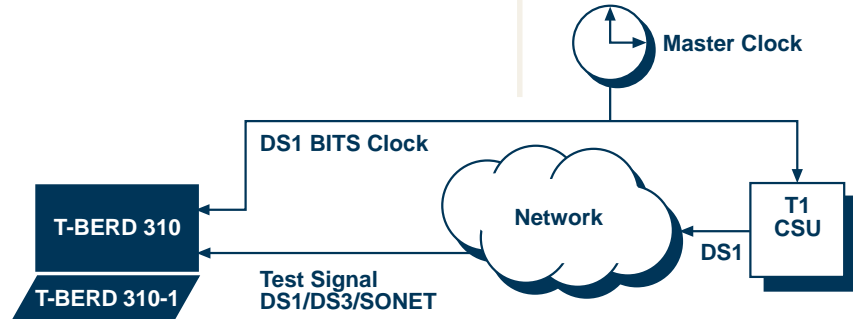 Master Clock
DS1 BITS Clock
T1
CSU
Network
T-BERD 310
DS1
Test Signal
DS1/DS3/SONET
T-BERD 310-1